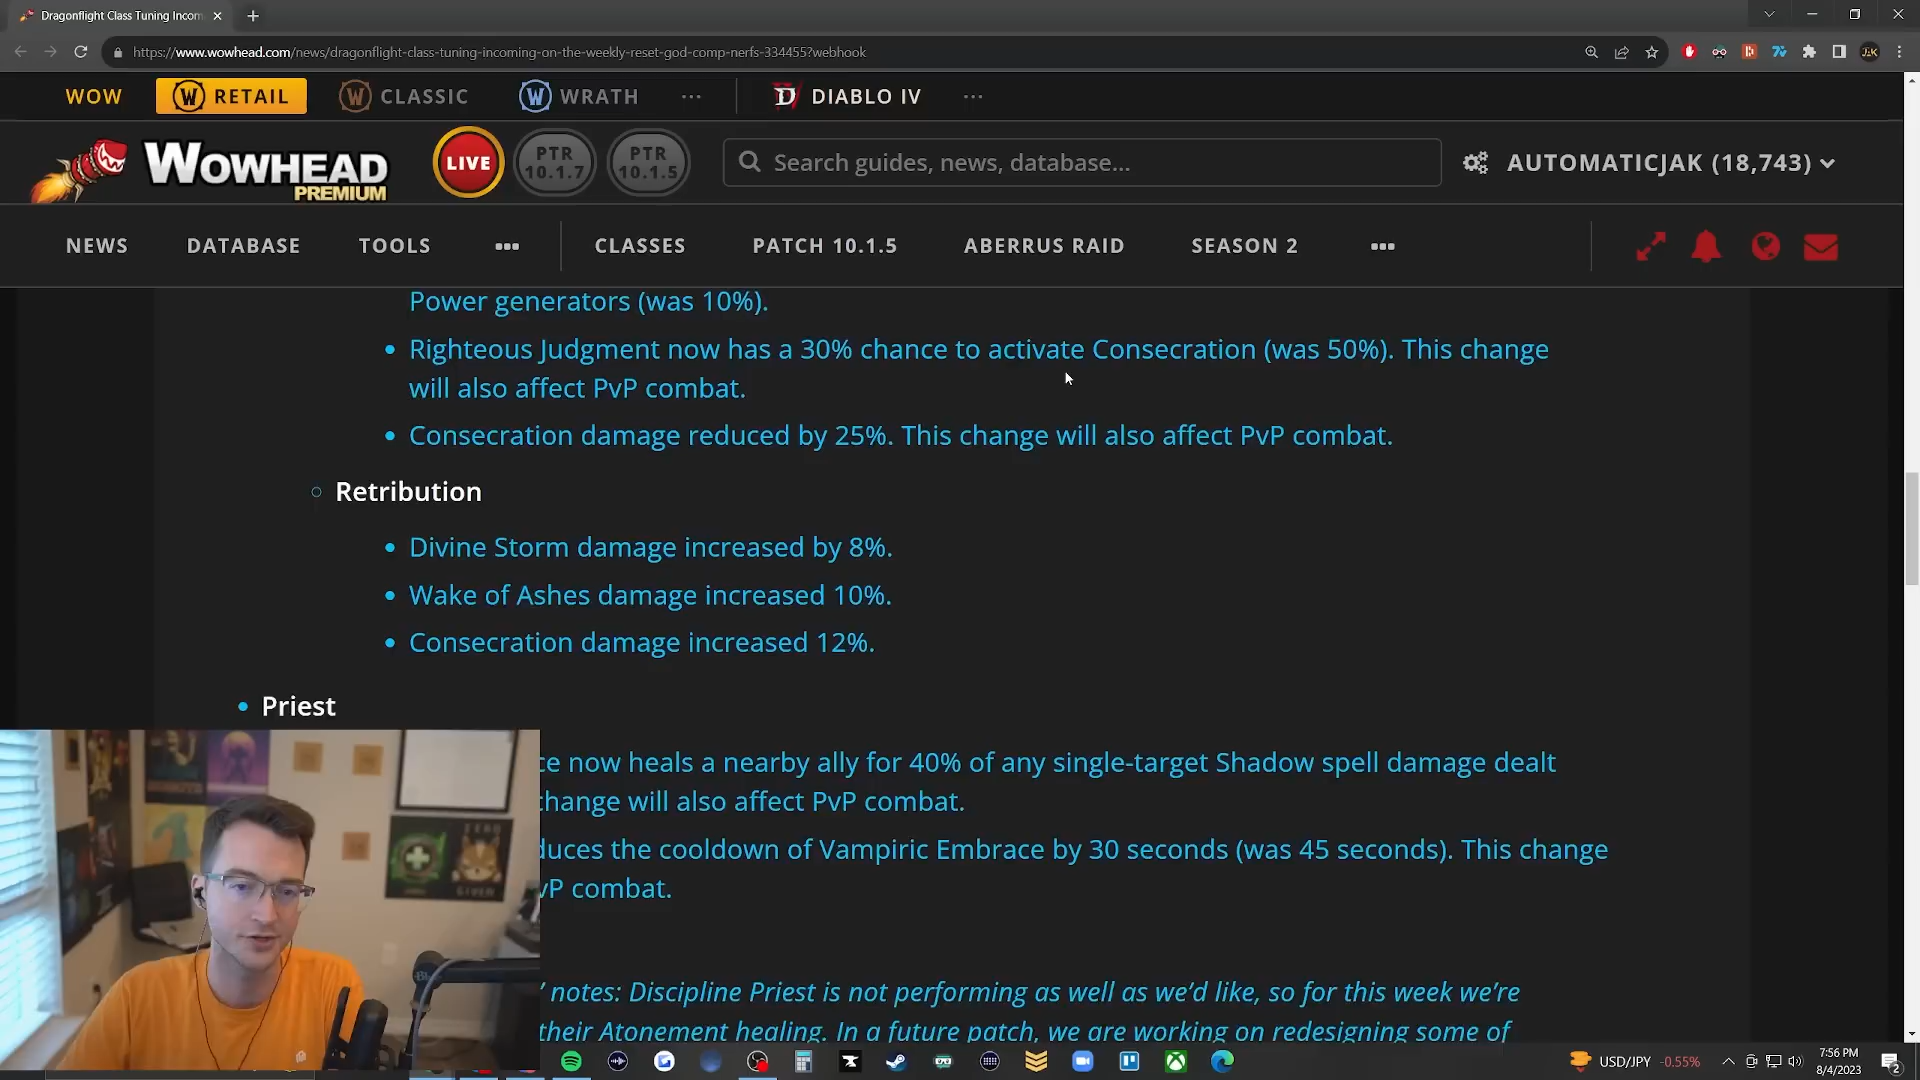 Dragonflight Class Tuning Incom
https://www.wowhead.com/news/dragonflight-class-tuning-incoming-on-the-weekly-reset-god-comp-nerfs-334455?webhook
WOW RETAIL CLASSIC WRATH ... DIABLO IV ...
WOWHEAD PREMIUM LIVE PTR 10.1.7 PTR 10.1.5 Search guides, news, database... AUTOMATICJAK (18,743)
NEWS DATABASE TOOLS ... CLASSES PATCH 10.1.5 ABERRUS RAID SEASON 2 ...
Power generators (was 10%).
• Righteous Judgment now has a 30% chance to activate Consecration (was 50%). This change
will also affect PvP combat.
• Consecration damage reduced by 25%. This change will also affect PvP combat.
Retribution
• Divine Storm damage increased by 8%.
• Wake of Ashes damage increased 10%.
• Consecration damage increased 12%.
• Priest
ce now heals a nearby ally for 40% of any single-target Shadow spell damage dealt
change will also affect PvP combat.
duces the cooldown of Vampiric Embrace by 30 seconds (was 45 seconds). This change
vP combat.
' notes: Discipline Priest is not performing as well as we'd like, so for this week we're
their Atonement healing. In a future patch, we are working on redesigning some of
USD/JPY -0.55% 7:56 PM
8/4/2023